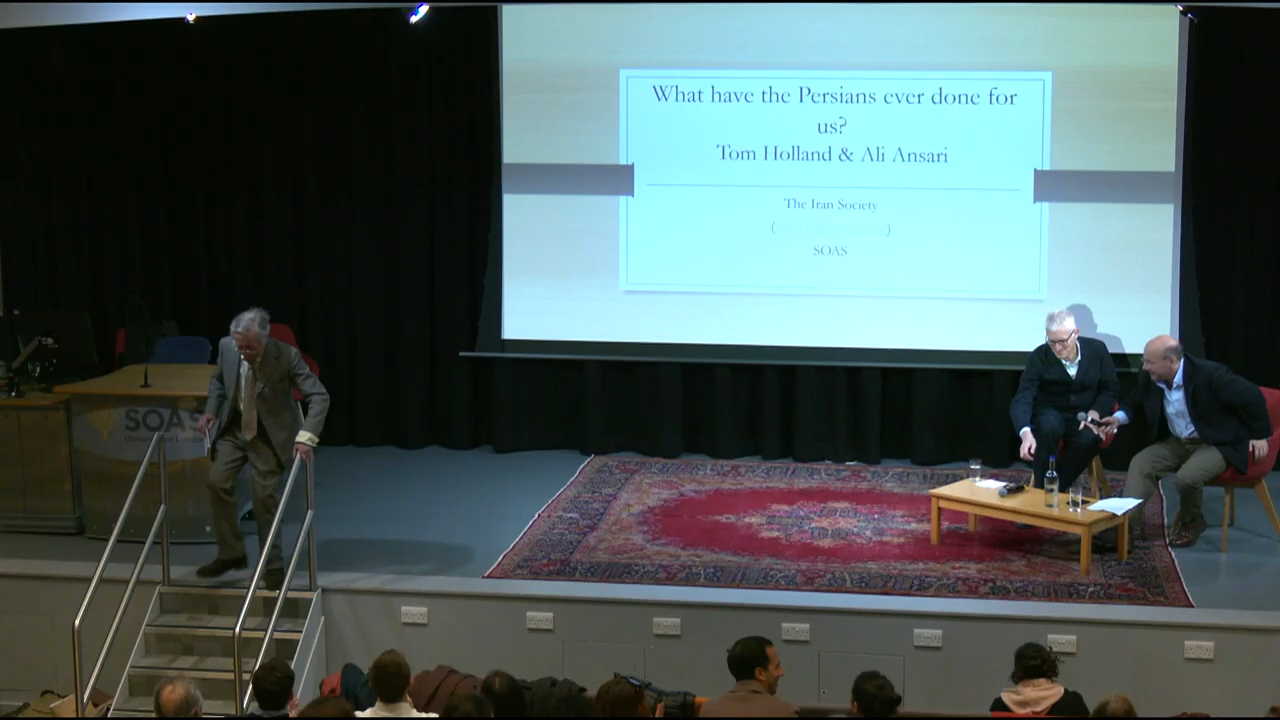 What have the Persians ever done for
us?
Tom Holland & Ali Ansari
The Iran Society
( )
SOAS
SOAS